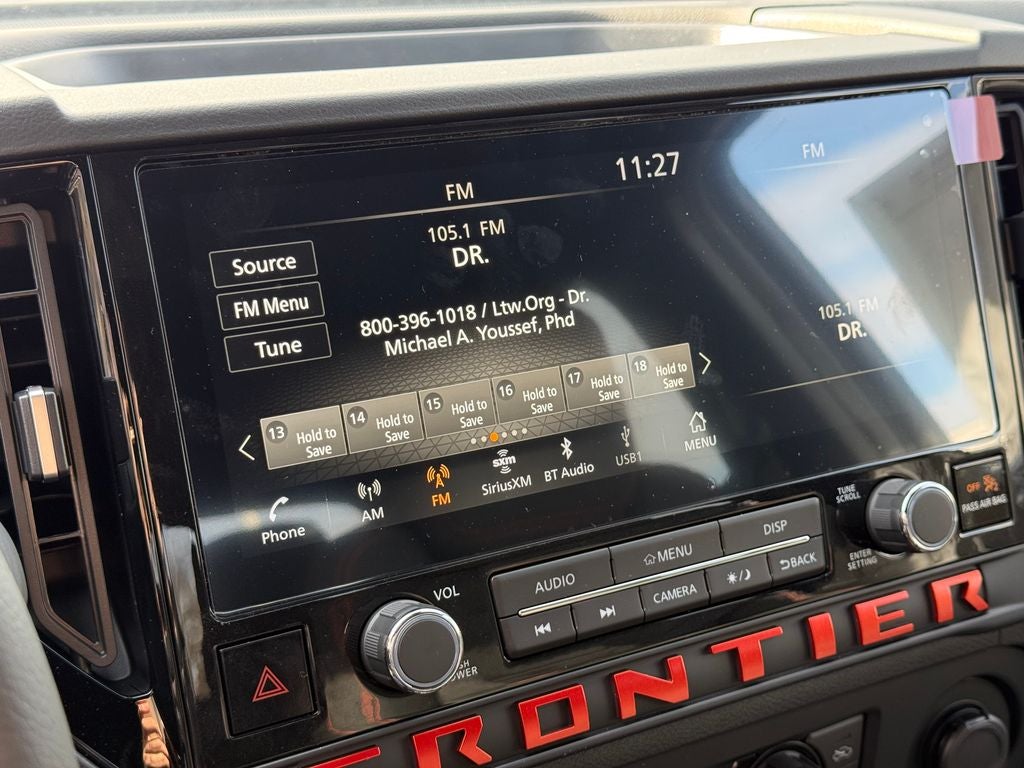 FM
11:27
FM
105.1 FM
DR.
Source
FM Menu
Tune
800-396-1018 / Ltw.Org - Dr.
Michael A. Youssef, Phd
105.1 FM
DR.
13 Hold to
Save
14 Hold to
Save
15 Hold to
Save
16 Hold to
Save
17 Hold to
Save
18 Hold to
Save
Phone
AM
FM
sxm
SiriusXM
BT Audio
USB1
MENU
TUNE
SCROLL
ENTER
SETTING
OFF
PASS AIR BAG
VOL
AUDIO
MENU
DISP
CAMERA
BACK
FRONTIER